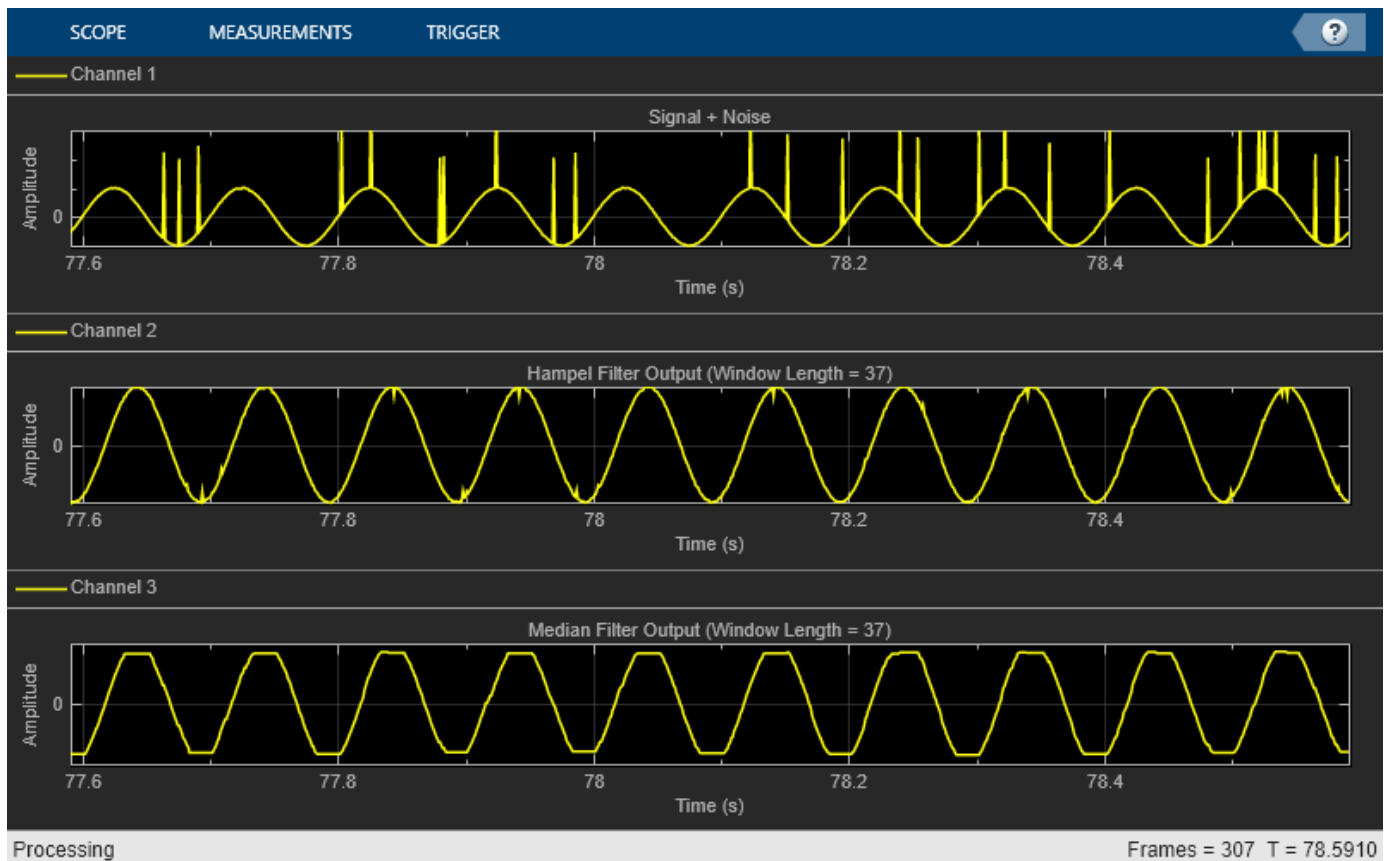 SCOPE MEASUREMENTS TRIGGER ?
Channel 1
Signal + Noise
Amplitude
0
77.6 77.8 78 78.2 78.4
Time (s)
Channel 2
Hampel Filter Output (Window Length = 37)
Amplitude
0
77.6 77.8 78 78.2 78.4
Time (s)
Channel 3
Median Filter Output (Window Length = 37)
Amplitude
0
77.6 77.8 78 78.2 78.4
Time (s)
Processing Frames = 307 T = 78.5910